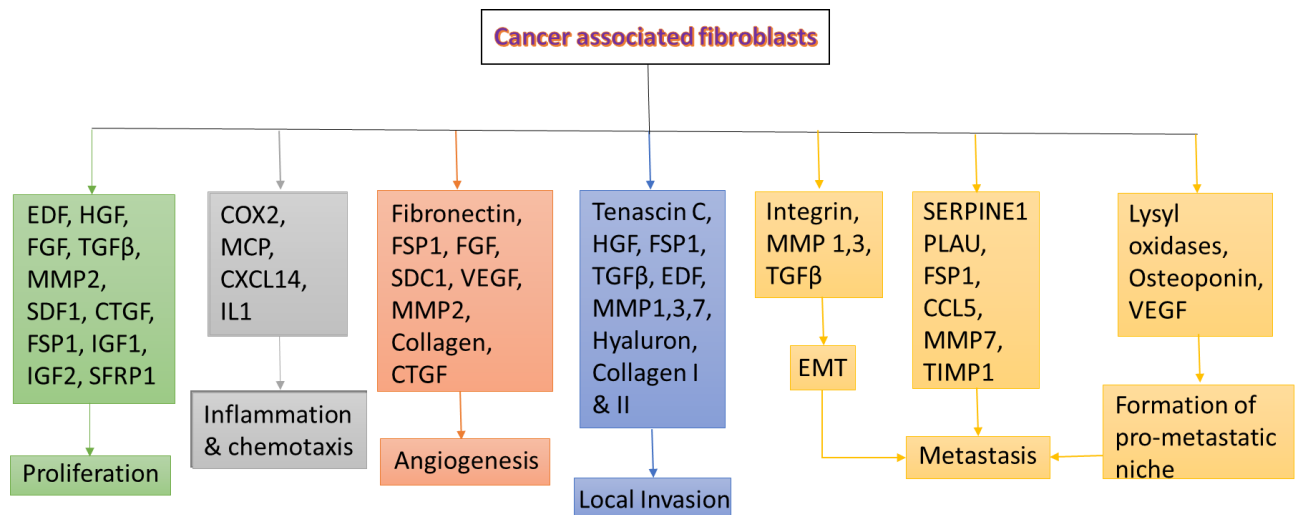 Cancer associated fibroblasts
EDF, HGF,
FGF, TGFβ,
MMP2,
SDF1, CTGF,
FSP1, IGF1,
IGF2, SFRP1
Proliferation
COX2,
MCP,
CXCL14,
IL1
Inflammation
& chemotaxis
Fibronectin,
FSP1, FGF,
SDC1, VEGF,
MMP2,
Collagen,
CTGF
Angiogenesis
Tenascin C,
HGF, FSP1,
TGFβ, EDF,
MMP1,3,7,
Hyaluron,
Collagen I
& II
Local Invasion
Integrin,
MMP 1,3,
TGFβ
EMT
SERPINE1
PLAU,
FSP1,
CCL5,
MMP7,
TIMP1
Metastasis
Lysyl
oxidases,
Osteoponin,
VEGF
Formation of
pro-metastatic
niche